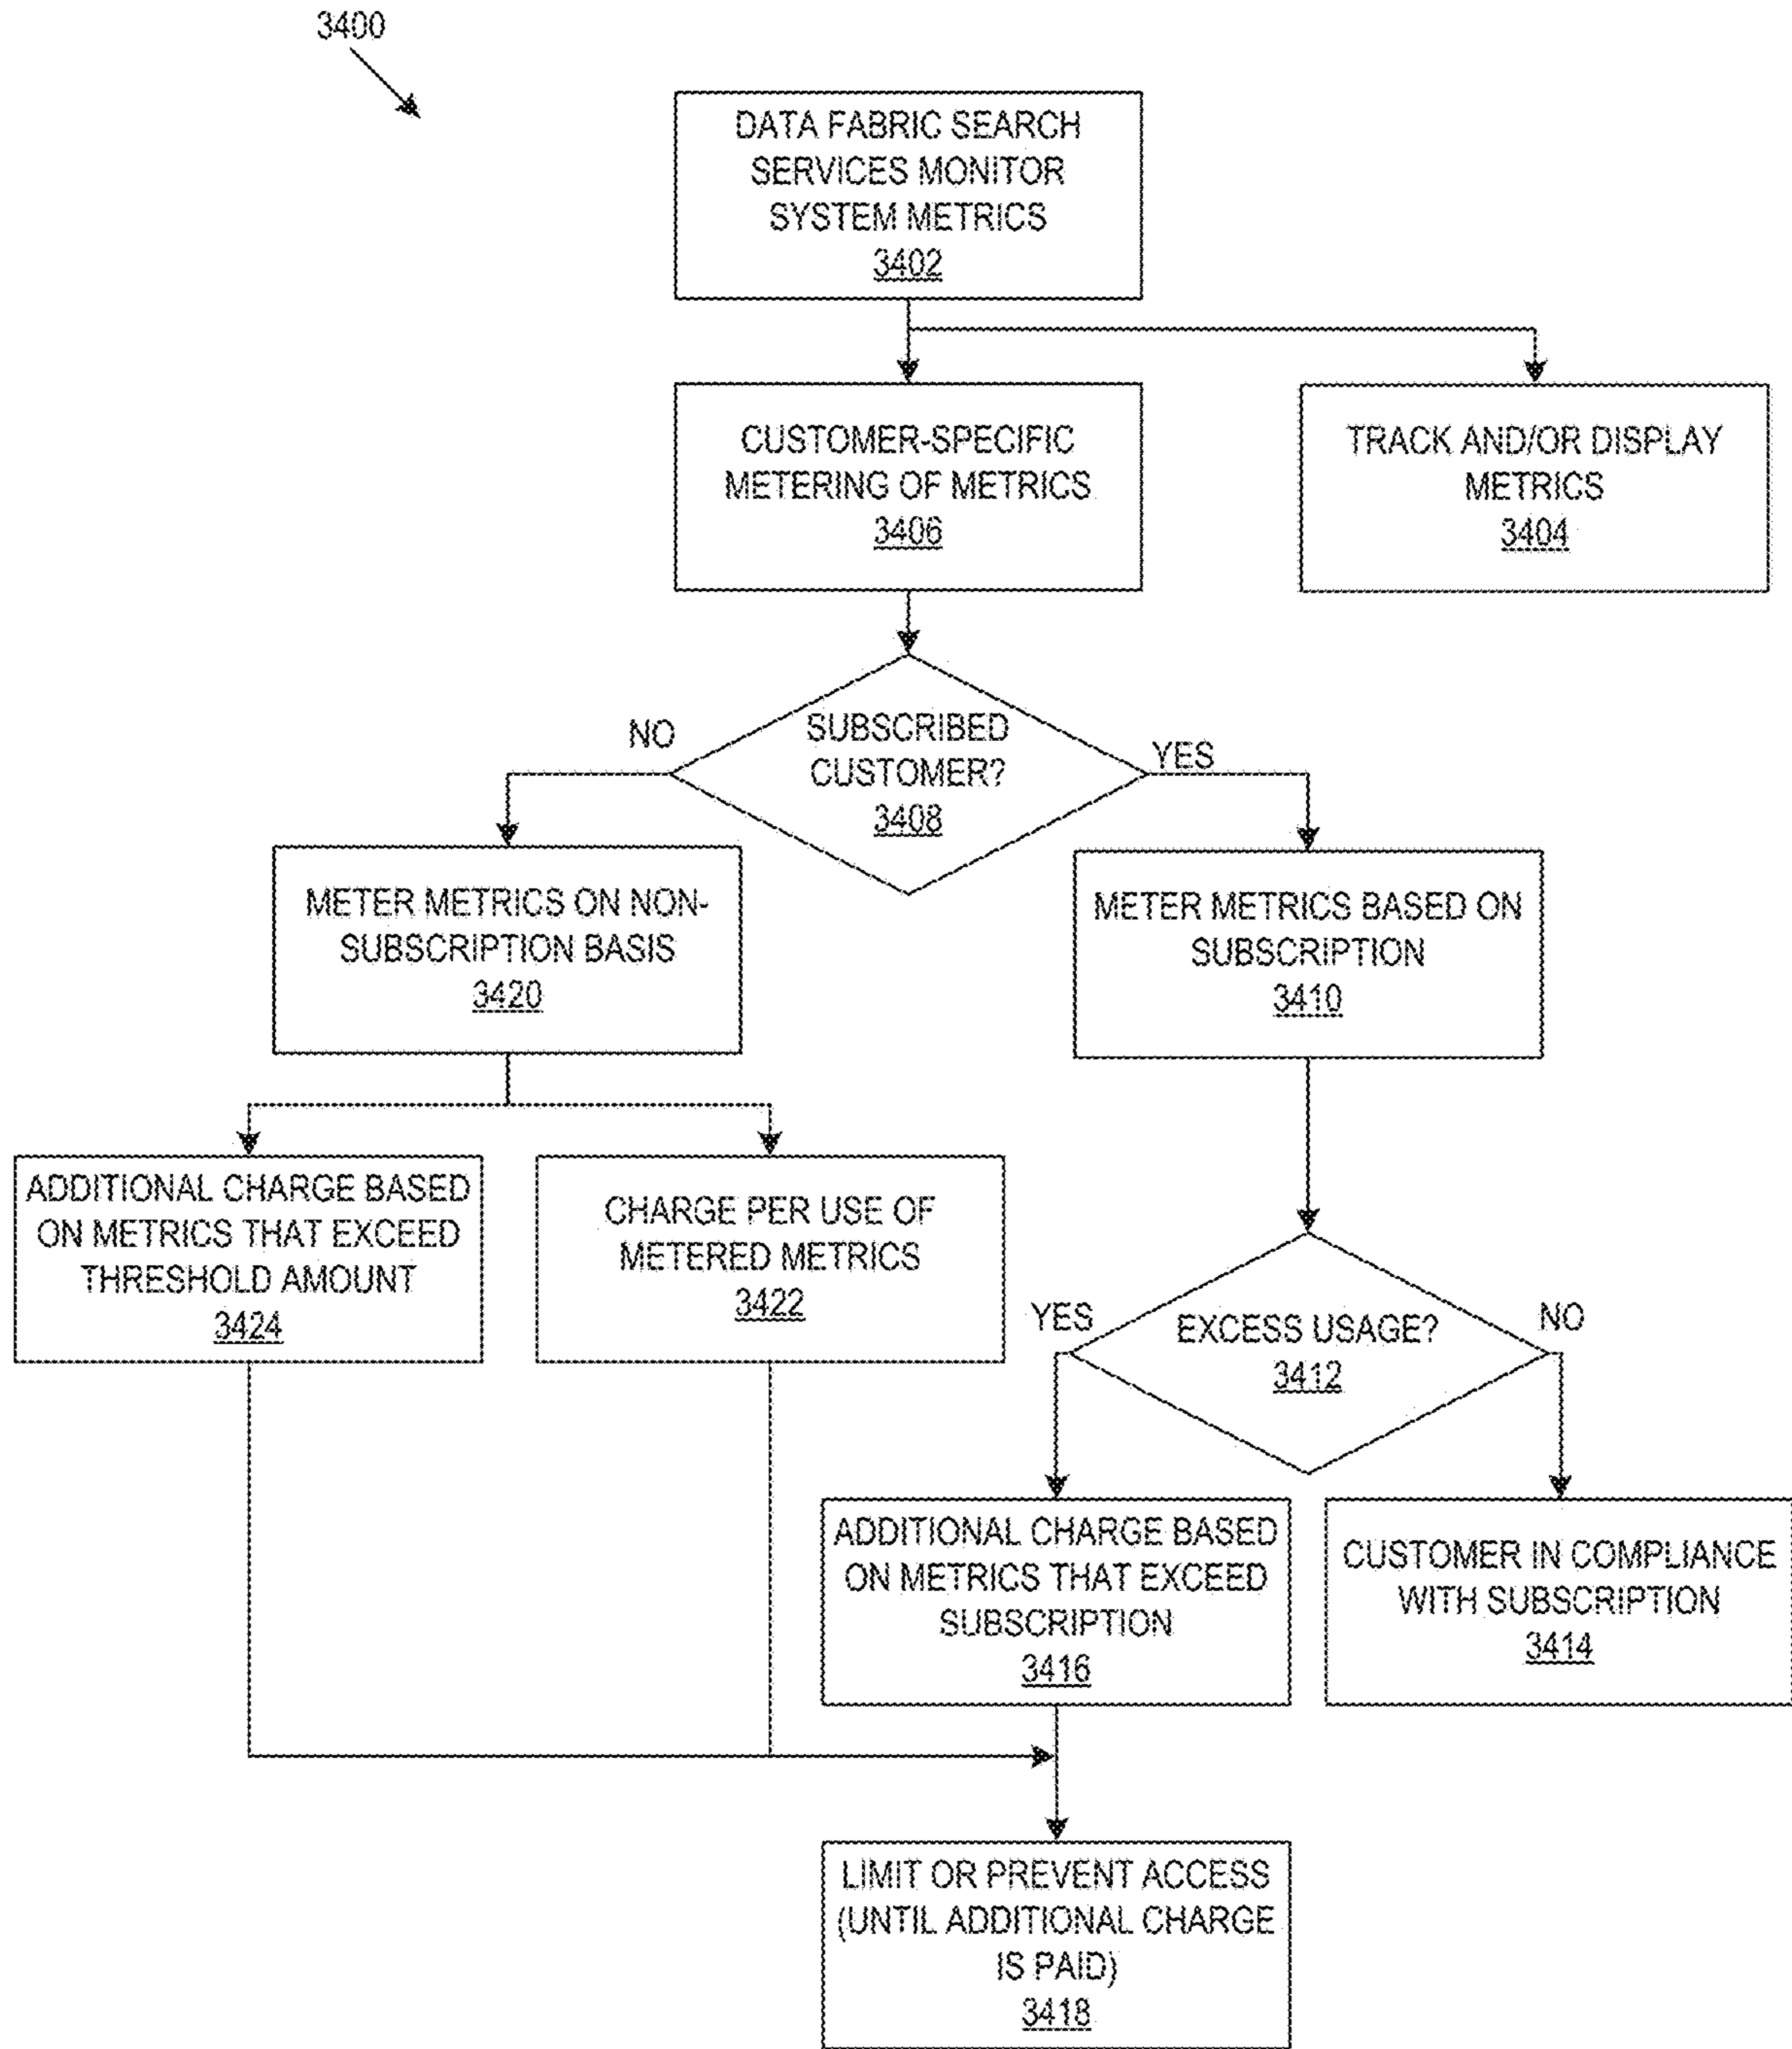 3400
DATA FABRIC SEARCH
SERVICES MONITOR
SYSTEM METRICS
3402
CUSTOMER-SPECIFIC
METERING OF METRICS
3406
TRACK AND/OR DISPLAY
METRICS
3404
SUBSCRIBED
CUSTOMER?
3408
NO
YES
METER METRICS ON NON-
SUBSCRIPTION BASIS
3420
METER METRICS BASED ON
SUBSCRIPTION
3410
ADDITIONAL CHARGE BASED
ON METRICS THAT EXCEED
THRESHOLD AMOUNT
3424
CHARGE PER USE OF
METERED METRICS
3422
YES
EXCESS USAGE?
3412
NO
ADDITIONAL CHARGE BASED
ON METRICS THAT EXCEED
SUBSCRIPTION
3416
CUSTOMER IN COMPLIANCE
WITH SUBSCRIPTION
3414
LIMIT OR PREVENT ACCESS
(UNTIL ADDITIONAL CHARGE
IS PAID)
3418